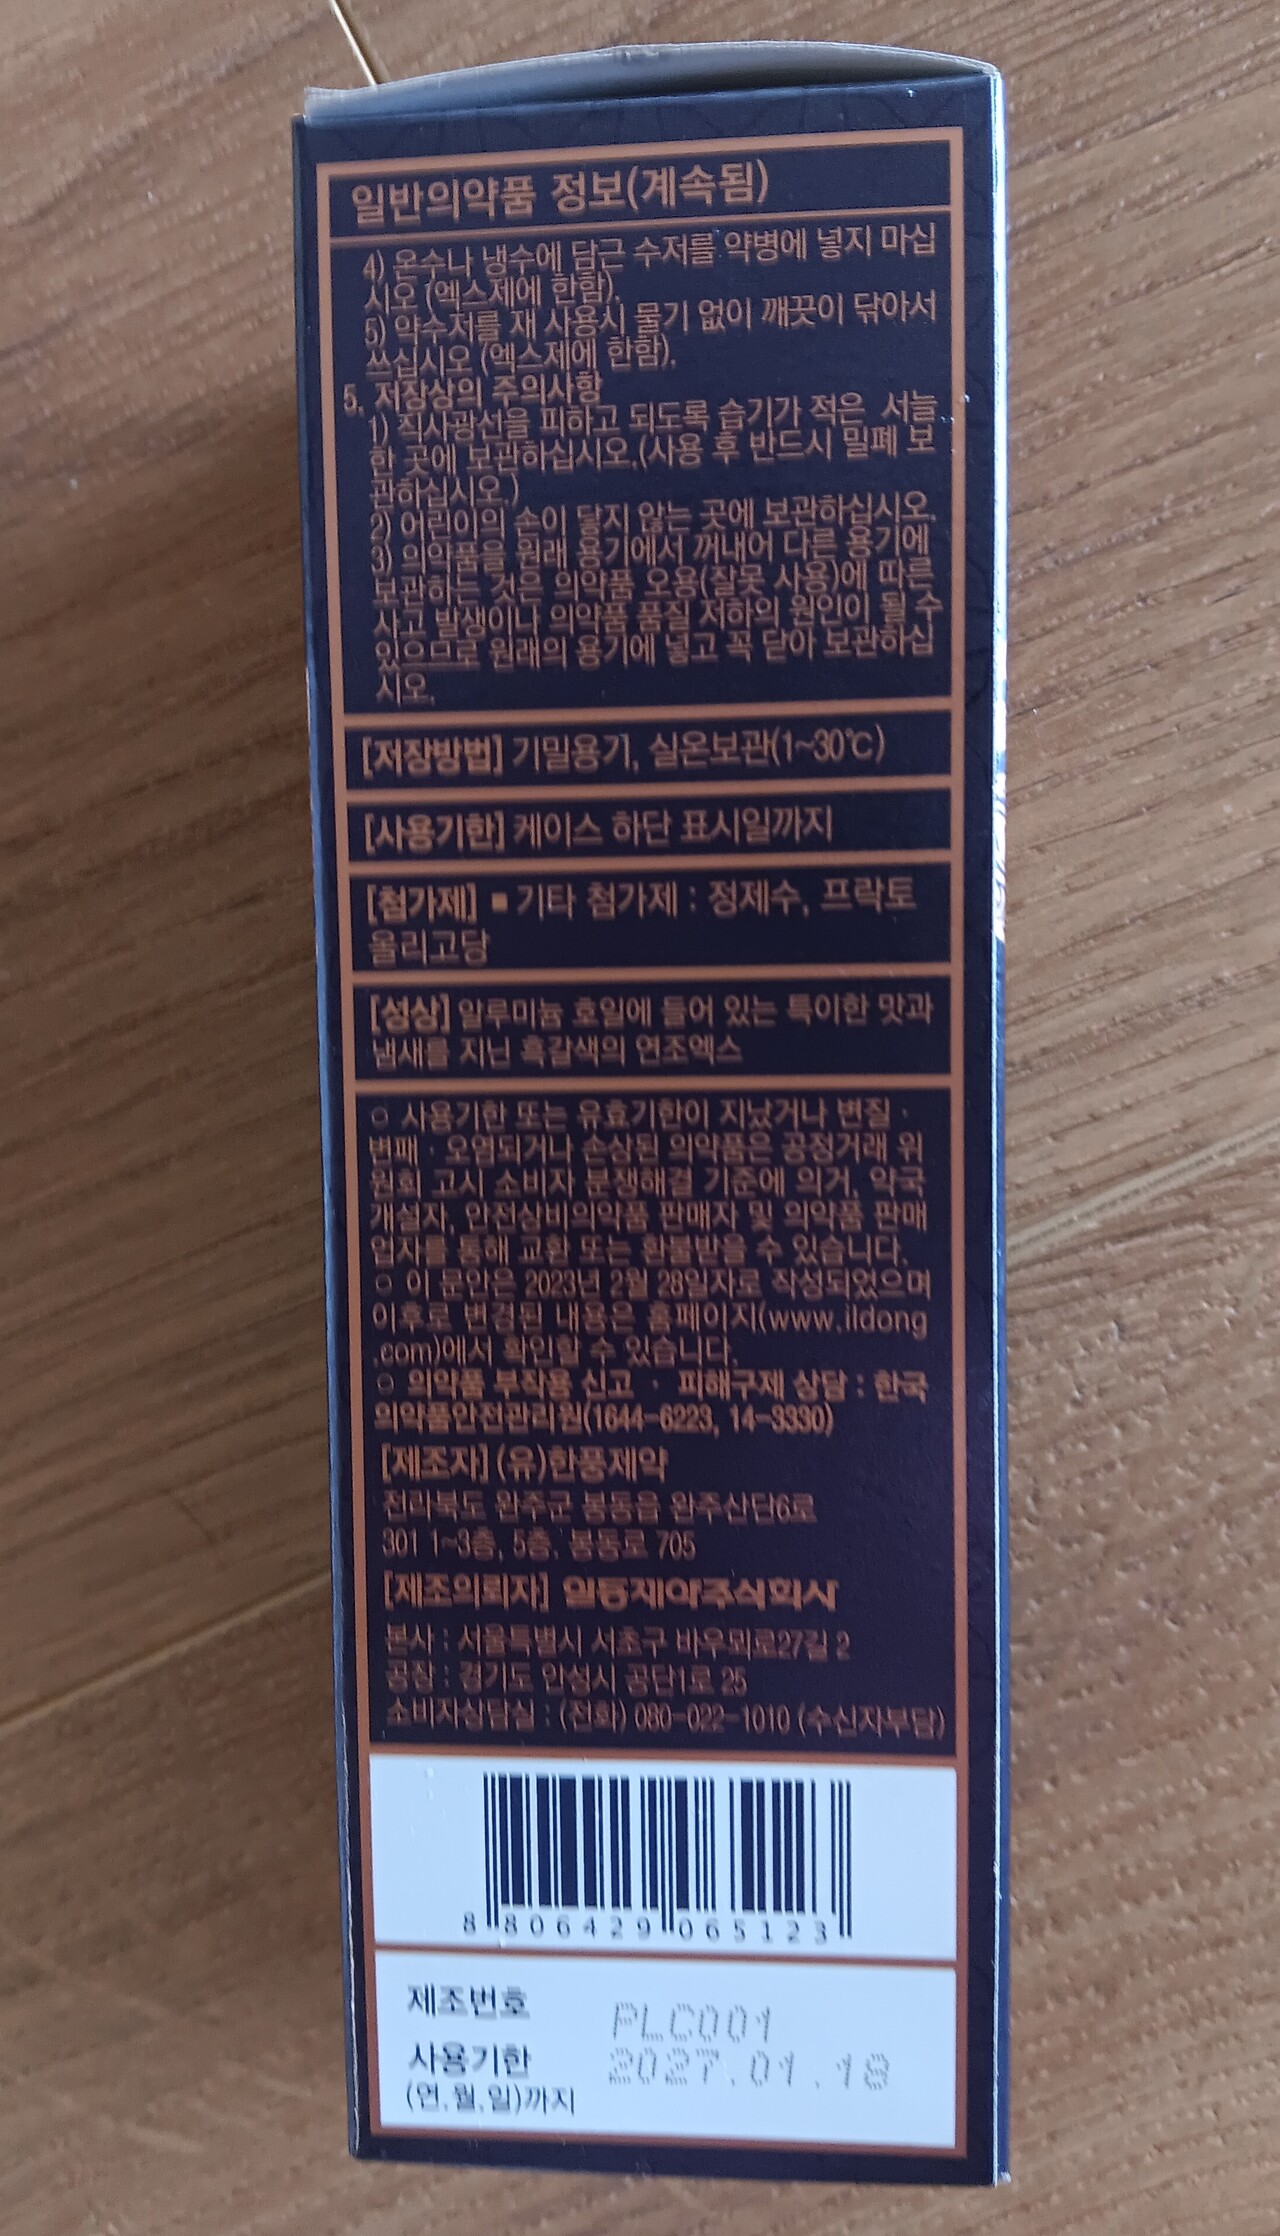 일반의약품 정보(계속됨)
4) 온수나 냉수에 담근 수저를 약병에 넣지 마십
시오 (엑스제에 한함).
5) 약수저를 재 사용시 물기 없이 깨끗이 닦아서
쓰십시오 (엑스제에 한함).
5. 저장상의 주의사항
1) 직사광선을 피하고 되도록 습기가 적은 서늘
한 곳에 보관하십시오.(사용 후 반드시 밀폐 보
관하십시오.)
2) 어린이의 손이 닿지 않는 곳에 보관하십시오.
3) 의약품을 원래 용기에서 꺼내어 다른 용기에
보관하는 것은 의약품 오용(잘못 사용)에 따른
사고 발생이나 의약품 품질 저하의 원인이 될 수
있으므로 원래의 용기에 넣고 꼭 닫아 보관하십
시오.
[저장방법] 기밀용기, 실온보관(1~30℃)
[사용기한] 케이스 하단 표시일까지
[첨가제] ■ 기타 첨가제 : 정제수, 프락토
올리고당
[성상] 알루미늄 호일에 들어 있는 특이한 맛과
냄새를 지닌 흑갈색의 연조엑스
○ 사용기한 또는 유효기한이 지났거나 변질 ·
변패 · 오염되거나 손상된 의약품은 공정거래 위
원회 고시 소비자 분쟁해결 기준에 의거, 약국
개설자, 안전상비의약품 판매자 및 의약품 판매
업자를 통해 교환 또는 환불받을 수 있습니다.
○ 이 문안은 2023년 2월 28일자로 작성되었으며
이후로 변경된 내용은 홈페이지(www.ildong
.com)에서 확인할 수 있습니다.
○ 의약품 부작용 신고 · 피해구제 상담 : 한국
의약품안전관리원(1644-6223, 14-3330)
[제조자] (유)한풍제약
전라북도 완주군 봉동읍 완주산단6로
301 1~3층, 5층, 봉동로 705
[제조의뢰자] 일동제약주식회사
본사 : 서울특별시 서초구 바우뫼로27길 2
공장 : 경기도 안성시 공단1로 25
소비자상담실 : (전화) 080-022-1010 (수신자부담)
8 806429 065123
제조번호 PLC001
사용기한 2027.01.18
(연.월.일)까지